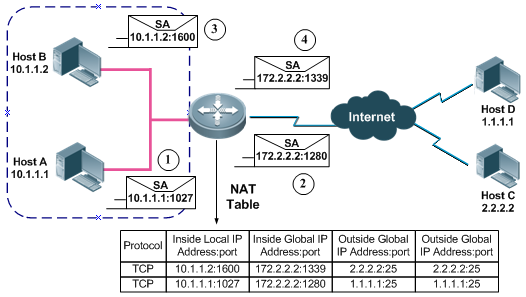 SA
10.1.1.2:1600
3
4
SA
172.2.2.2:1339
Host B
10.1.1.2
Host D
1.1.1.1
Internet
Host A
10.1.1.1
1
SA
10.1.1.1:1027
SA
172.2.2.2:1280
2
Host C
2.2.2.2
NAT
Table
Protocol
Inside Local IP
Address:port
Inside Global IP
Address:port
Outside Global
IP Address:port
Outside Global
IP Address:port
TCP 10.1.1.2:1600 172.2.2.2:1339 2.2.2.2:25 2.2.2.2:25
TCP 10.1.1.1:1027 172.2.2.2:1280 1.1.1.1:25 1.1.1.1:25